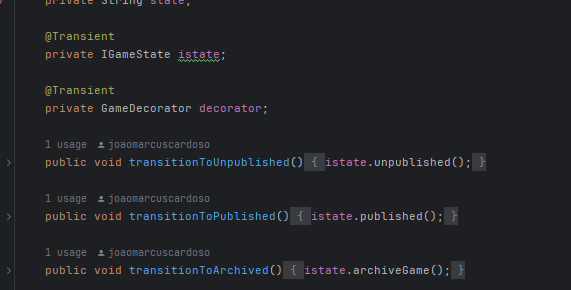 private String state;
@Transient
private IGameState istate;
@Transient
private GameDecorator decorator;
1 usage joaomarcuscardoso
public void transitionToUnpublished() { istate.unpublished(); }
1 usage joaomarcuscardoso
public void transitionToPublished() { istate.published(); }
1 usage joaomarcuscardoso
public void transitionToArchived() { istate.archiveGame(); }